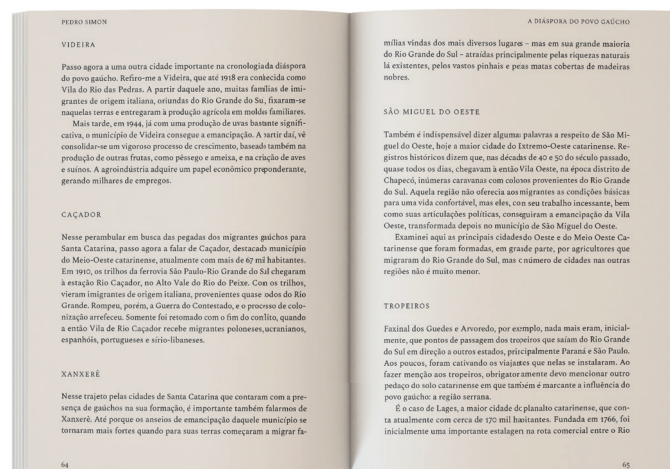 PEDRO SIMON
VIDEIRA
Passo agora a uma outra cidade importante na cronologiada diáspora
do povo gaúcho. Refiro-me a Videira, que até 1918 era conhecida como
Vila do Rio das Pedras. A partir daquele ano, muitas famílias de imi-
grantes de origem italiana, oriundas do Rio Grande do Su, fixaram-se
naquelas terras e entregaram à produção agrícola em moldes familiares.
Mais tarde, em 1944, já com uma produção de uvas bastante signifi-
cativa, o município de Videira consegue a emancipação. A partir daí, vê
consolidar-se um vigoroso processo de crescimento, baseado também na
produção de outras frutas, como pêssego e ameixa, e na criação de aves
e suínos. A agroindústria adquire um papel econômico preponderante,
gerando milhares de empregos.
CAÇADOR
Nesse perambular em busca das pegadas dos migrantes gaúchos para
Santa Catarina, passo agora a falar de Caçador, destacado município
do Meio-Oeste catarinense, atualmente com mais de 67 mil habitantes.
Em 1910, os trilhos da ferrovia São Paulo-Rio Grande do Sul chegaram
à estação Rio Caçador, no Alto Vale do Rio do Peixe. Con os trilhos,
vieram imigrantes de origem italiana, provenientes quase odos do Rio
Grande. Rompeu, porém, a Guerra do Contestado, e o processo de colo-
nização arrefeceu. Somente foi retomado com o fim do conflito, quando
a então Vila de Rio Caçador recebe migrantes poloneses,ucranianos,
espanhóis, portugueses e sírio-libaneses.
XANXERÊ
Nesse trajeto pelas cidades de Santa Catarina que contaram com a pre-
sença de gaúchos na sua formação, é importante também falarmos de
Xanxerê. Até porque os anseios de emancipação daquele município se
tornaram mais fortes quando para suas terras começaram a migrar fa-
64
A DIÁSPORA DO POVO GAÚCHO
mílias vindas dos mais diversos lugares – mas em sua grande maioria
do Rio Grande do Sul – atraídas principalmente pelas riquezas naturais
lá existentes, pelos vastos pinhais e peas matas cobertas de madeiras
nobres.
SÃO MIGUEL DO OESTE
Também é indispensável dizer algumas palavras a respeito de São Mi-
guel do Oeste, hoje a maior cidade do Extremo-Oeste catarinense. Re-
gistros históricos dizem que, nas décadas de 40 e 50 do século passado,
quase todos os dias, chegavam à então Vila Oeste, na época distrito de
Chapecó, inúmeras caravanas com colonos provenientes do Rio Grande
do Sul. Aquela região não oferecia aos migrantes as condições básicas
para uma vida confortável, mas eles, con seu trabalho incessante, bem
como suas articulações políticas, conseguiram a emancipação da Vila
Oeste, transformada depois no município de São Miguel do Oeste.
Examinei aqui as principais cidadesdo Oeste e do Meio Oeste Ca-
tarinense que foram formadas, em grande parte, por agricultores que
migraram do Rio Grande do Sul, mas o número de cidades nas outras
regiões não é muito menor.
TROPEIROS
Faxinal dos Guedes e Arvoredo, por exemplo, nada mais eram, inicial-
mente, que pontos de passagem dos tropeiros que saíam do Rio Grande
do Sul em direção a outros estados, principalmente Paraná e São Paulo.
Aos poucos, foram cativando os viajantes que nelas se instalaram. Ao
fazer menção aos tropeiros, obrigatoriamente devo mencionar outro
pedaço do solo catarinense em que também é marcante a influência do
povo gaúcho: a região serrana.
É o caso de Lages, a maior cidade do planalto catarinense, que con-
ta atualmente com cerca de 170 mil habitantes. Fundada em 1766, foi
inicialmente uma importante estalagem na rota comercial entre o Rio
65